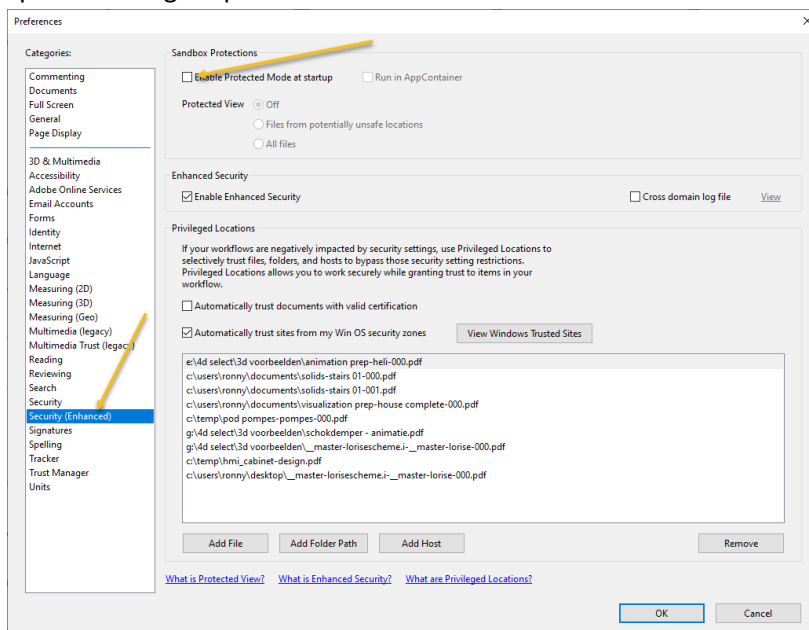 Preferences
Categories:
Commenting
Documents
Full Screen
General
Page Display
3D & Multimedia
Accessibility
Adobe Online Services
Email Accounts
Forms
Identity
Internet
JavaScript
Language
Measuring (2D)
Measuring (3D)
Measuring (Geo)
Multimedia (legacy)
Multimedia Trust (legacy)
Reading
Reviewing
Search
Security
Security (Enhanced)
Signatures
Spelling
Tracker
Trust Manager
Units
Sandbox Protections
Enable Protected Mode at startup Run in AppContainer
Protected View Off
Files from potentially unsafe locations
All files
Enhanced Security
Enable Enhanced Security Cross domain log file View
Privileged Locations
If your workflows are negatively impacted by security settings, use Privileged Locations to
selectively trust files, folders, and hosts to bypass those security setting restrictions.
Privileged Locations allows you to work securely while granting trust to items in your
workflow.
Automatically trust documents with valid certification
Automatically trust sites from my Win OS security zones View Windows Trusted Sites
e:\4d select\3d voorbeelden\animation prep-heli-000.pdf
c:\users\ronny\documents\solids-stairs 01-000.pdf
c:\users\ronny\documents\solids-stairs 01-001.pdf
c:\users\ronny\documents\visualization prep-house complete-000.pdf
c:\temp\pod pompes-pompes-000.pdf
g:\4d select\3d voorbeelden\schokdemper - animatie.pdf
g:\4d select\3d voorbeelden\__master-lorisescheme.i-__master-lorise-000.pdf
c:\temp\hmi_cabinet-design.pdf
c:\users\ronny\desktop\__master-lorisescheme.i-__master-lorise-000.pdf
Add File Add Folder Path Add Host Remove
What is Protected View? What is Enhanced Security? What are Privileged Locations?
OK Cancel